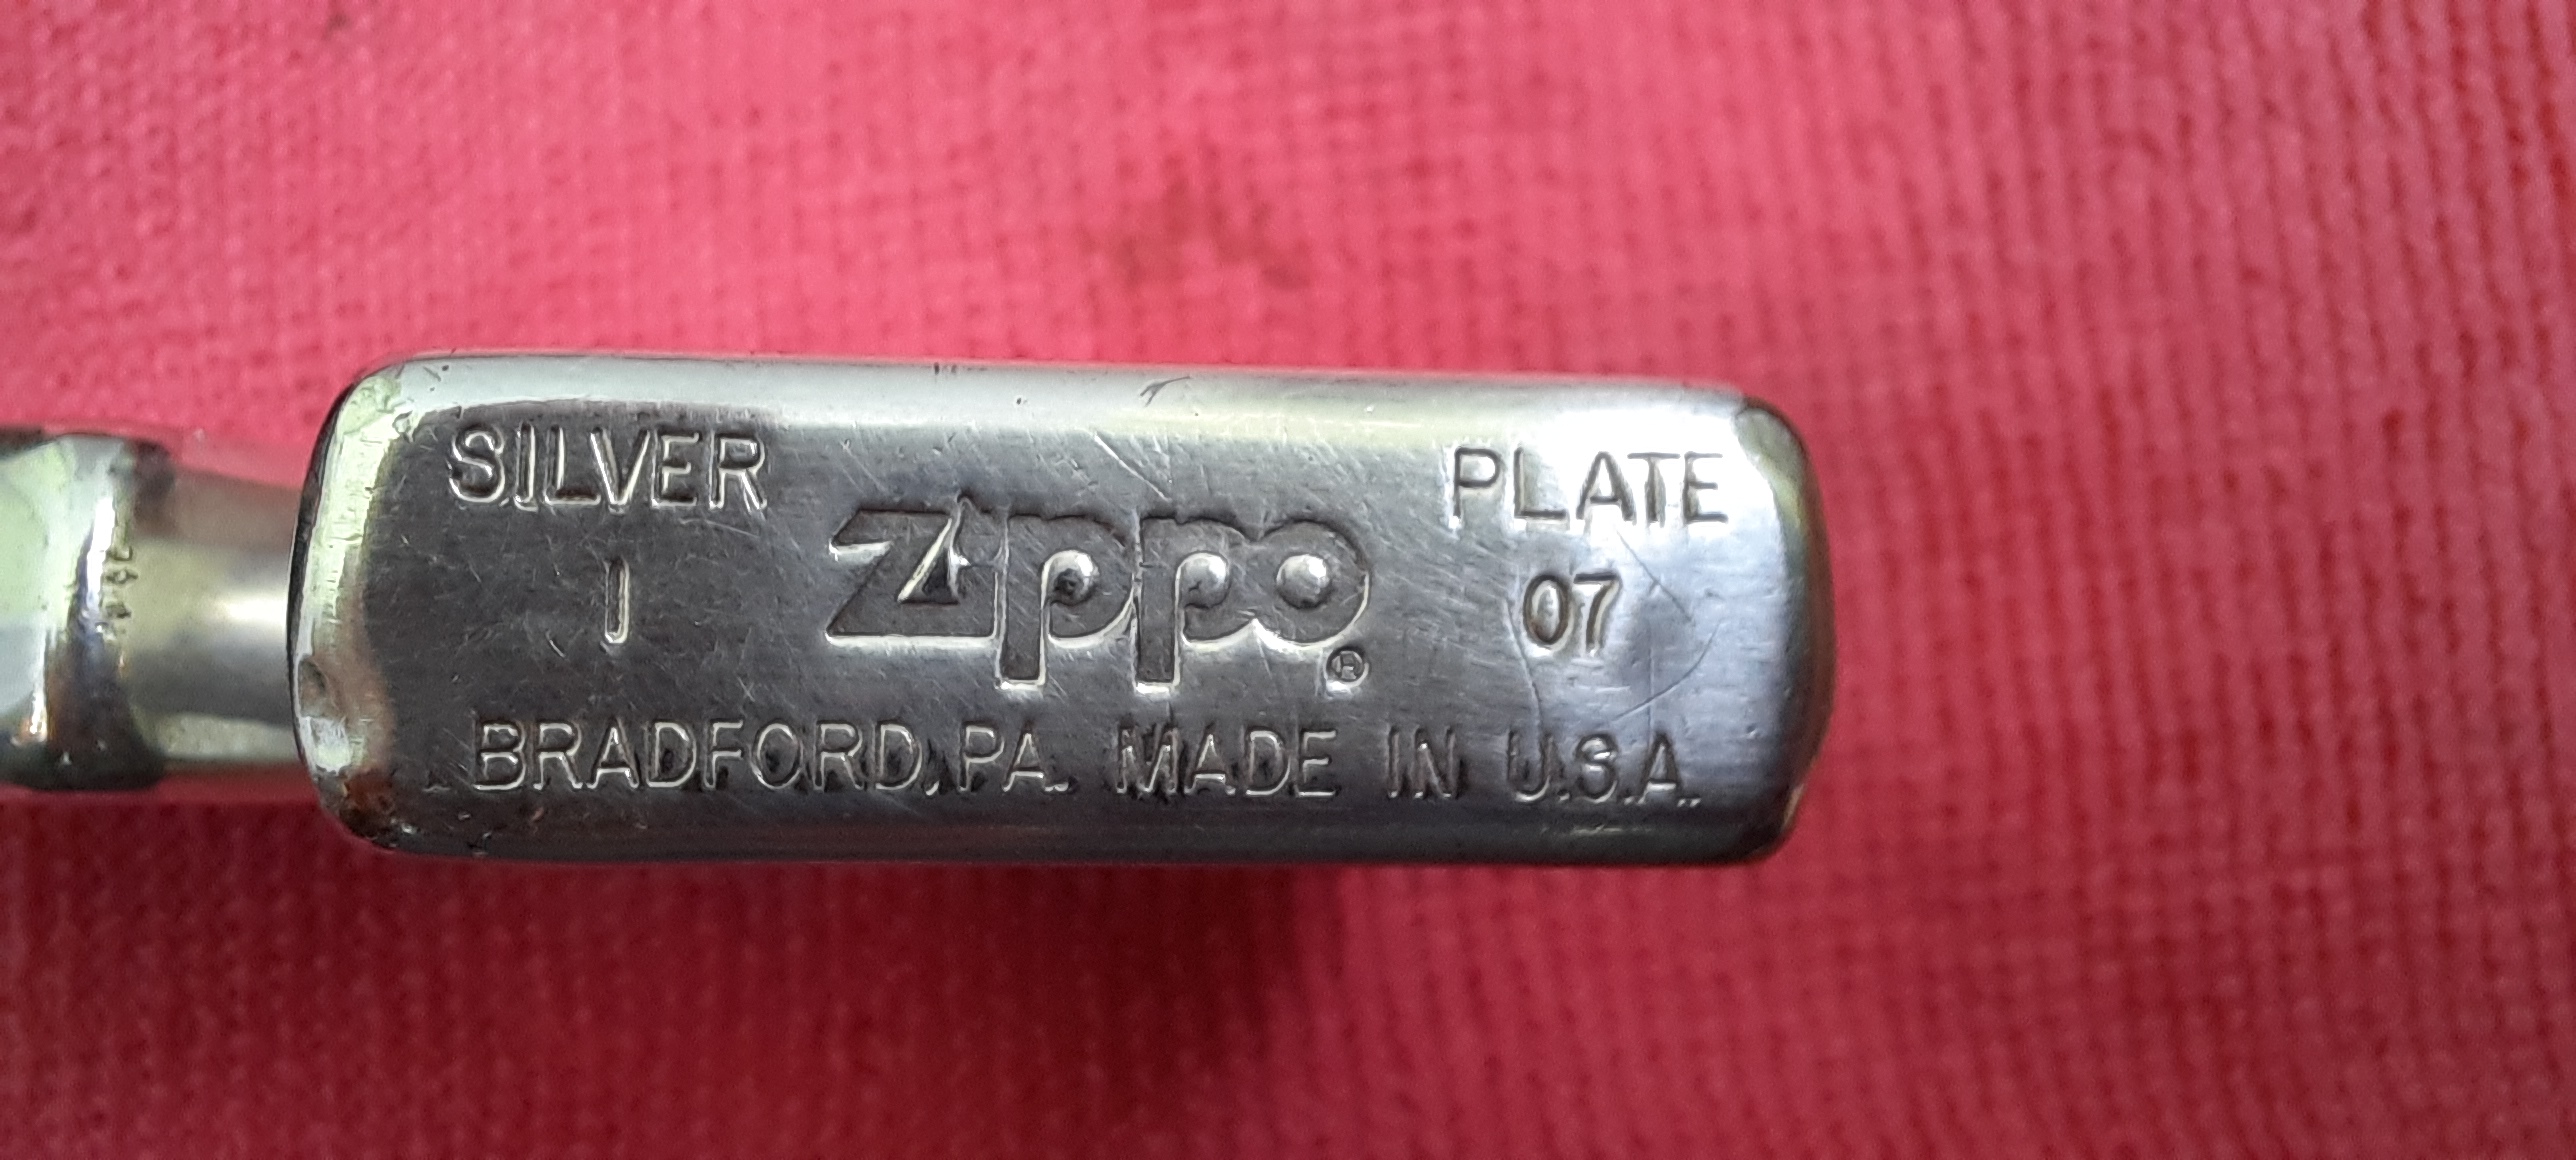 SILVER PLATE
I Zippo® 07
BRADFORD, PA. MADE IN U.S.A.